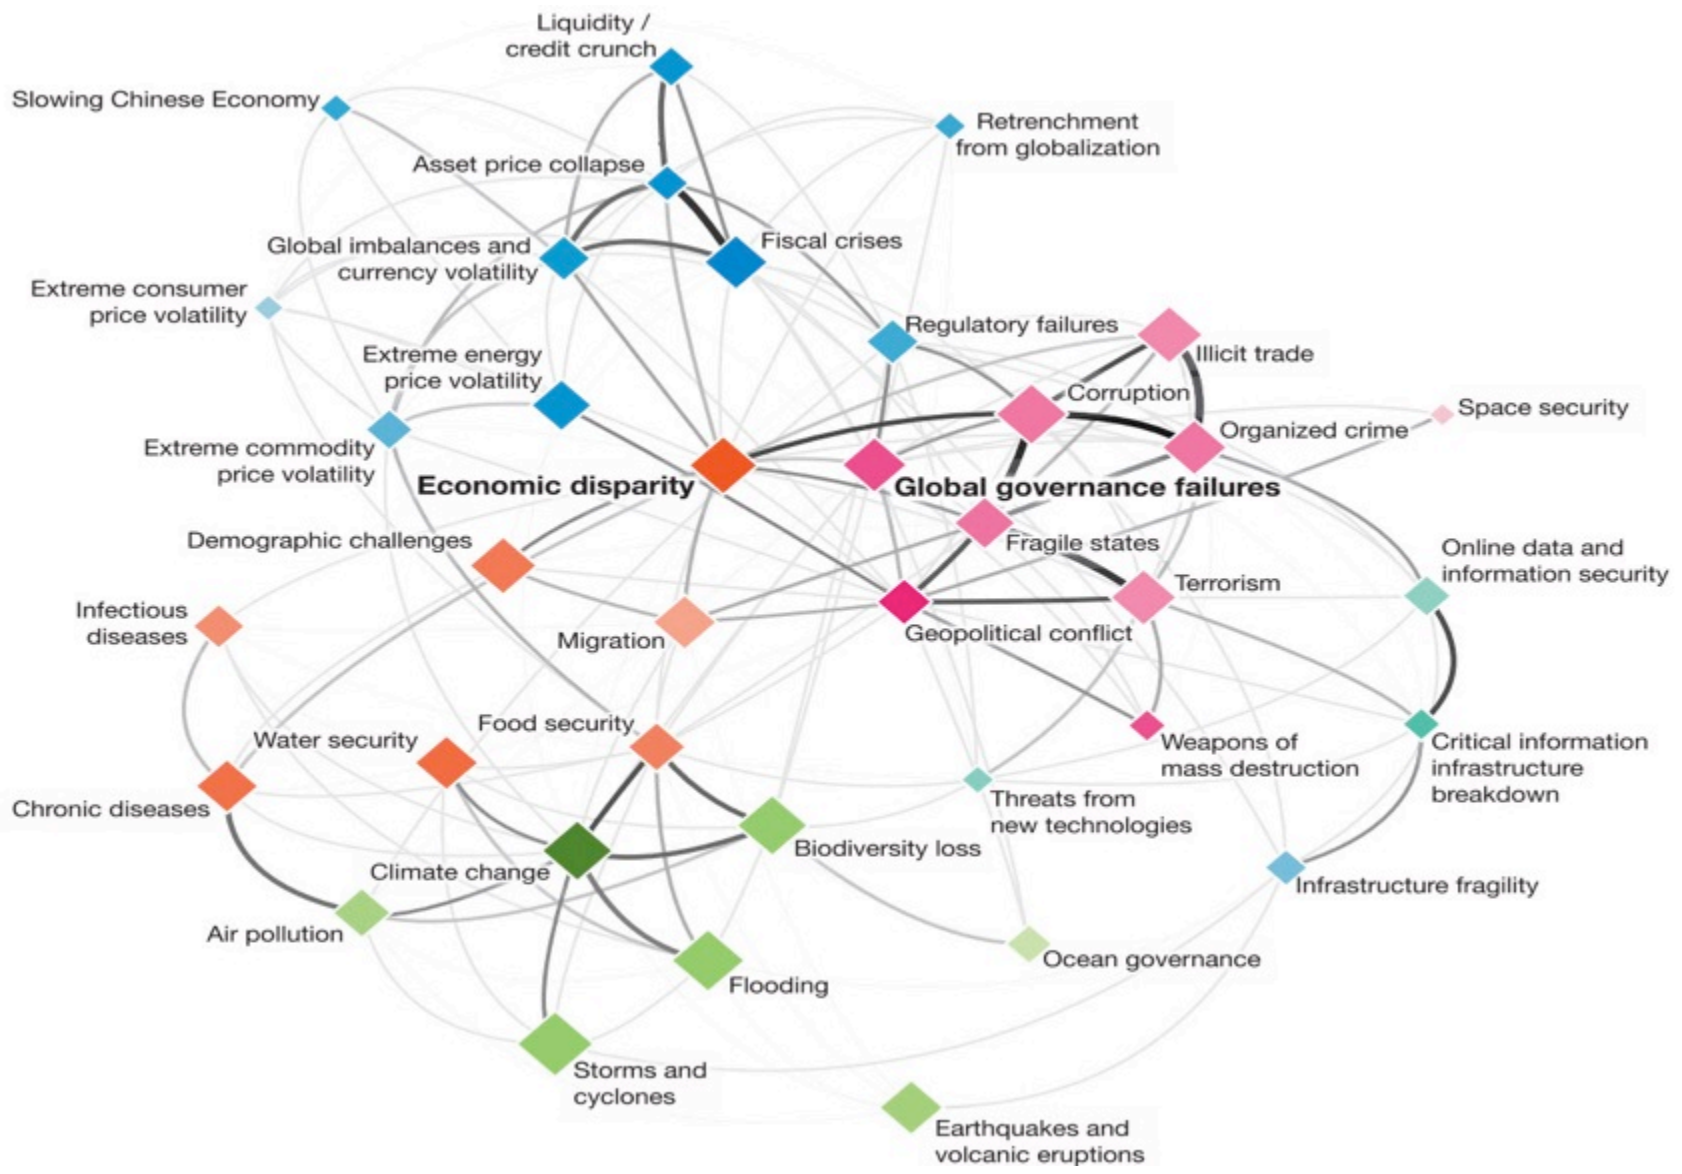 Liquidity /
credit crunch
Slowing Chinese Economy
Retrenchment
from globalization
Asset price collapse
Global imbalances and
currency volatility
Fiscal crises
Extreme consumer
price volatility
Regulatory failures
Illicit trade
Extreme energy
price volatility
Corruption
Space security
Organized crime
Extreme commodity
price volatility
Economic disparity
Global governance failures
Demographic challenges
Fragile states
Online data and
information security
Terrorism
Infectious
diseases
Migration
Geopolitical conflict
Food security
Water security
Weapons of
mass destruction
Critical information
infrastructure
breakdown
Chronic diseases
Threats from
new technologies
Biodiversity loss
Climate change
Infrastructure fragility
Air pollution
Ocean governance
Flooding
Storms and
cyclones
Earthquakes and
volcanic eruptions